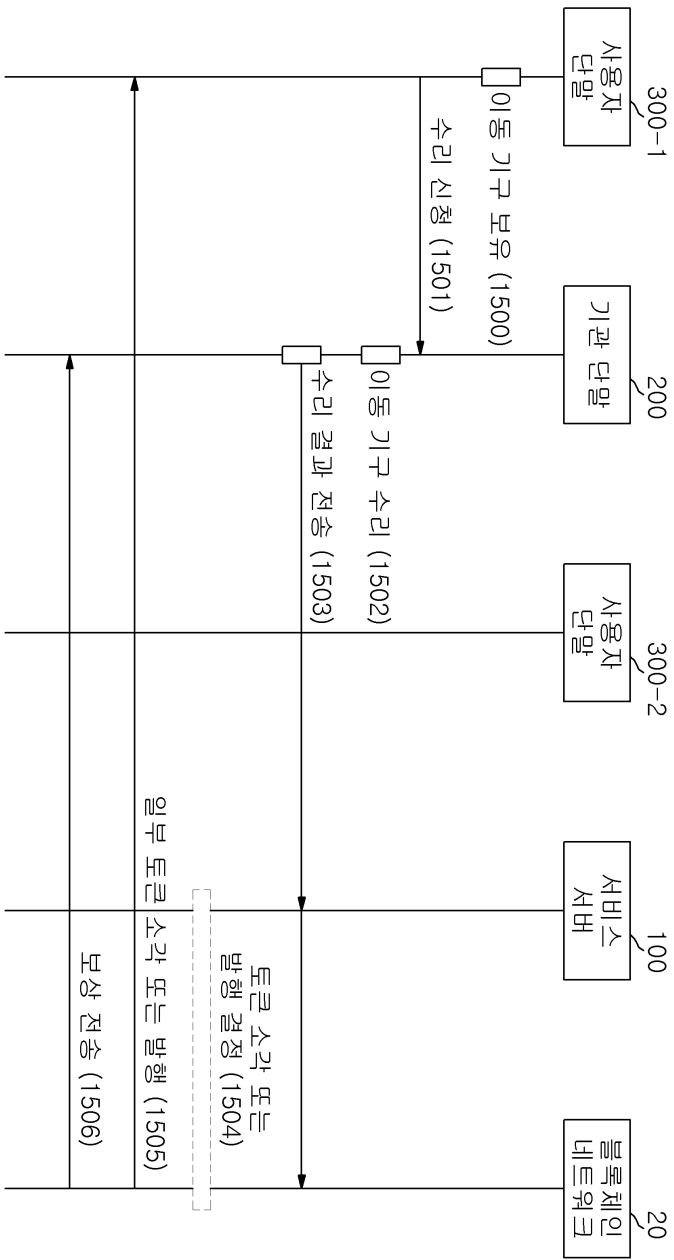 300-1
사용자
단말
200
기관 단말
300-2
사용자
단말
100
서비스
서버
20
블록체인
네트워크
이동 기구 보유 (1500)
수리 신청 (1501)
이동 기구 수리 (1502)
수리 결과 전송 (1503)
토큰 소각 또는
발행 결정 (1504)
일부 토큰 소각 또는 발행 (1505)
보상 전송 (1506)